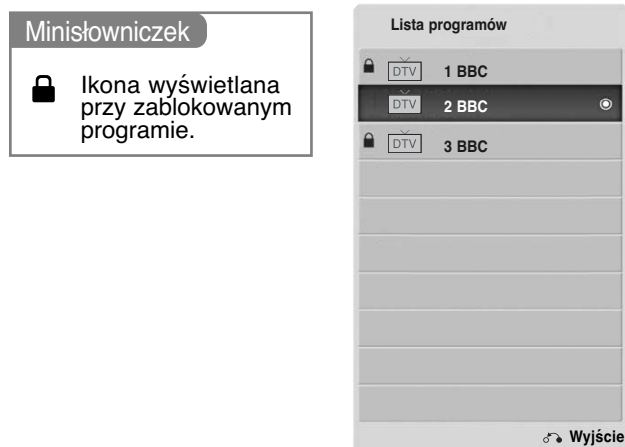 Minisłowniczek
Ikona wyświetlana
przy zablokowanym
programie.
Lista programów
DTV 1 BBC
DTV 2 BBC
DTV 3 BBC
Wyjście